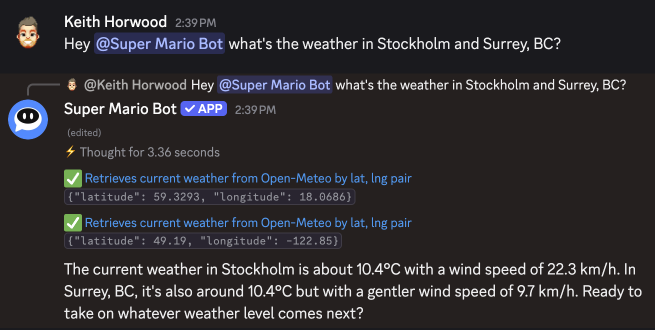 Keith Horwood 2:39 PM
Hey @Super Mario Bot what's the weather in Stockholm and Surrey, BC?
@Keith Horwood Hey @Super Mario Bot what's the weather in Stockholm and Surrey, BC?
Super Mario Bot ✓ APP 2:39 PM
(edited)
⚡ Thought for 3.36 seconds
✅ Retrieves current weather from Open-Meteo by lat, lng pair
{"latitude": 59.3293, "longitude": 18.0686}
✅ Retrieves current weather from Open-Meteo by lat, lng pair
{"latitude": 49.19, "longitude": -122.85}
The current weather in Stockholm is about 10.4°C with a wind speed of 22.3 km/h. In
Surrey, BC, it's also around 10.4°C but with a gentler wind speed of 9.7 km/h. Ready to
take on whatever weather level comes next?